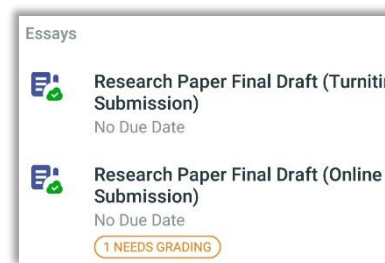 Essays
Research Paper Final Draft (Turniti
Submission)
No Due Date
Research Paper Final Draft (Online
Submission)
No Due Date
1 NEEDS GRADING